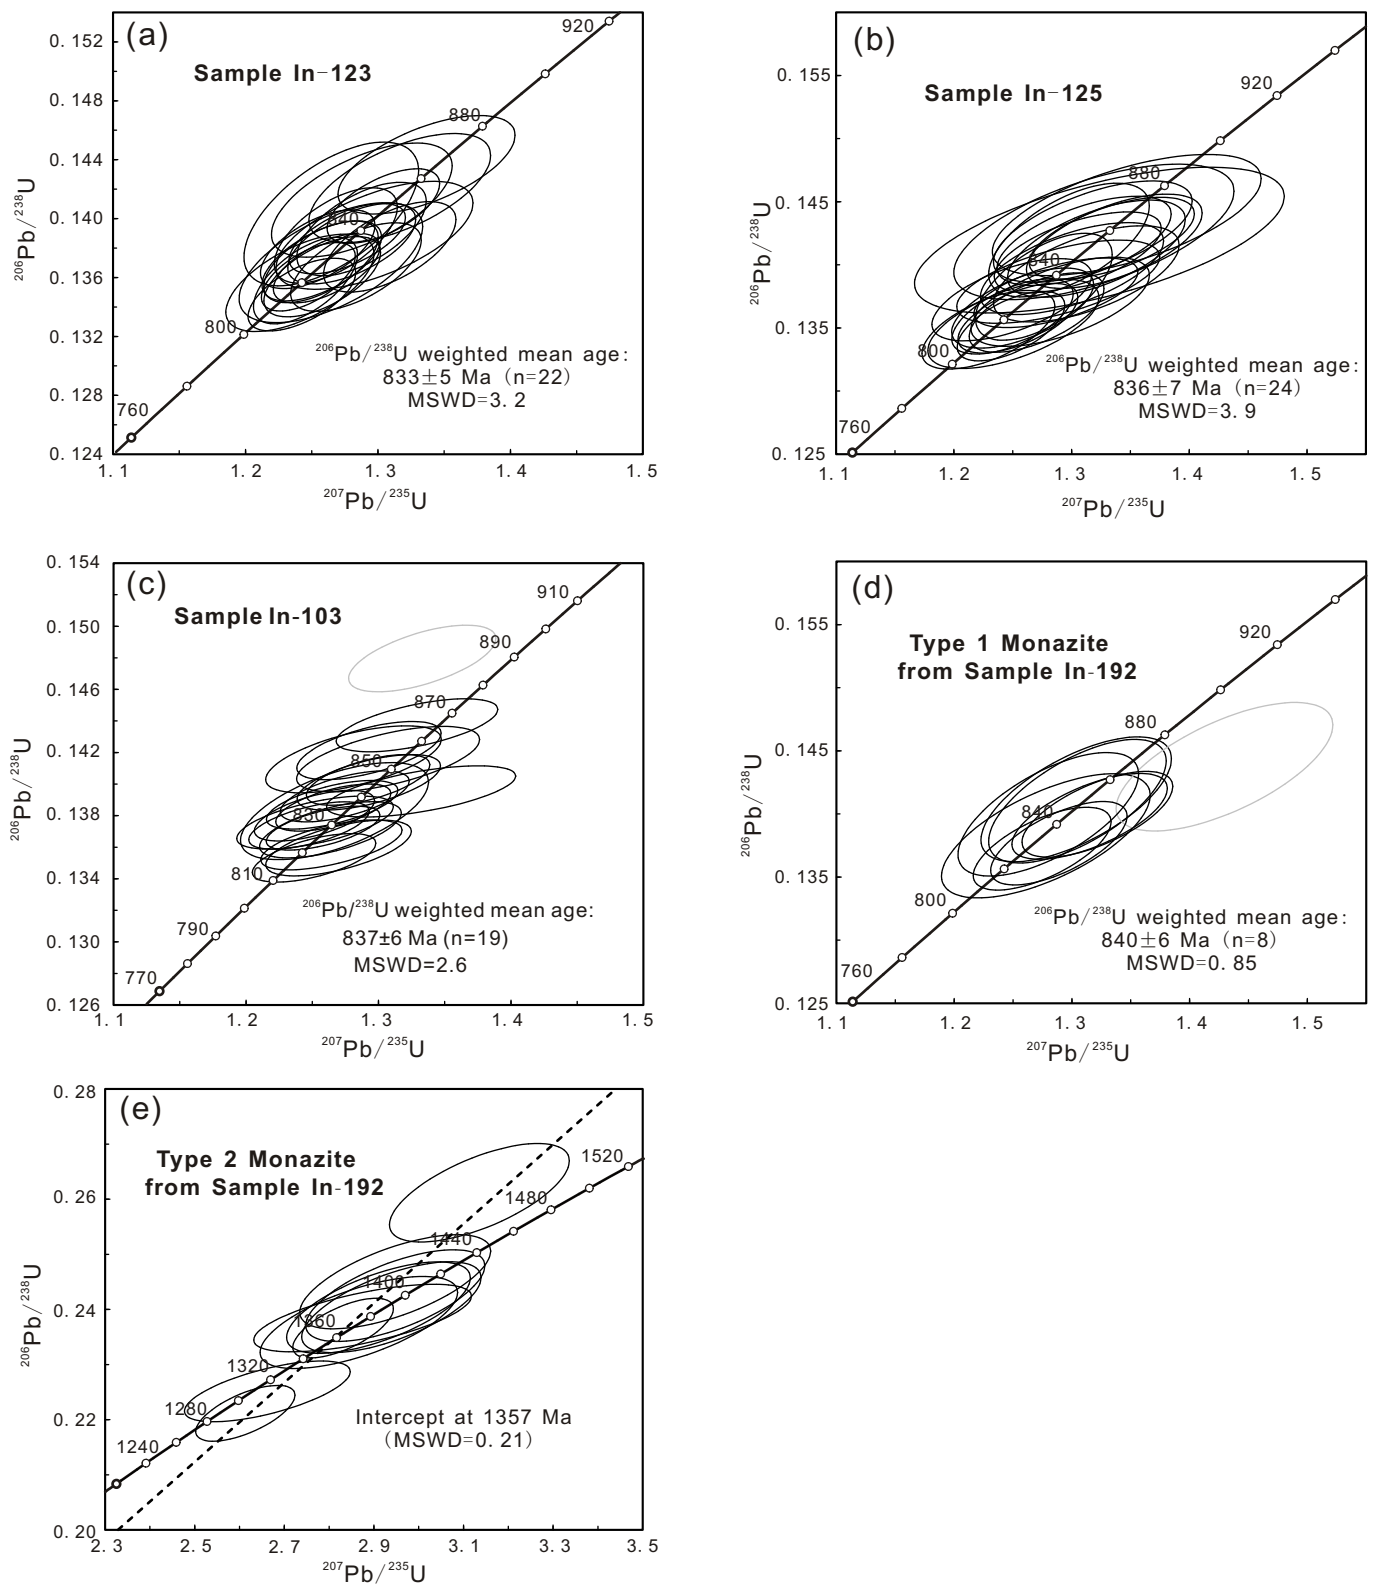 (a)
Sample In-123
0.152
0.148
0.144
0.140
0.136
0.132
0.128
0.124
²⁰⁶Pb/²³⁸U
920
880
840
800
760
²⁰⁶Pb/²³⁸U weighted mean age:
833±5 Ma (n=22)
MSWD=3.2
1.1 1.2 1.3 1.4 1.5
²⁰⁷Pb/²³⁵U
(b)
Sample In-125
0.155
0.145
0.135
0.125
²⁰⁶Pb/²³⁸U
920
880
840
800
760
²⁰⁶Pb/²³⁸U weighted mean age:
836±7 Ma (n=24)
MSWD=3.9
1.1 1.2 1.3 1.4 1.5
²⁰⁷Pb/²³⁵U
(c)
Sample In-103
0.154
0.150
0.146
0.142
0.138
0.134
0.130
0.126
²⁰⁶Pb/²³⁸U
910
890
870
850
830
810
790
770
²⁰⁶Pb/²³⁸U weighted mean age:
837±6 Ma (n=19)
MSWD=2.6
1.1 1.2 1.3 1.4 1.5
²⁰⁷Pb/²³⁵U
(d)
Type 1 Monazite
from Sample In-192
0.155
0.145
0.135
0.125
²⁰⁶Pb/²³⁸U
920
880
840
800
760
²⁰⁶Pb/²³⁸U weighted mean age:
840±6 Ma (n=8)
MSWD=0.85
1.1 1.2 1.3 1.4 1.5
²⁰⁷Pb/²³⁵U
(e)
Type 2 Monazite
from Sample In-192
0.28
0.26
0.24
0.22
0.20
²⁰⁶Pb/²³⁸U
1520
1480
1440
1400
1360
1320
1280
1240
Intercept at 1357 Ma
(MSWD=0.21)
2.3 2.5 2.7 2.9 3.1 3.3 3.5
²⁰⁷Pb/²³⁵U